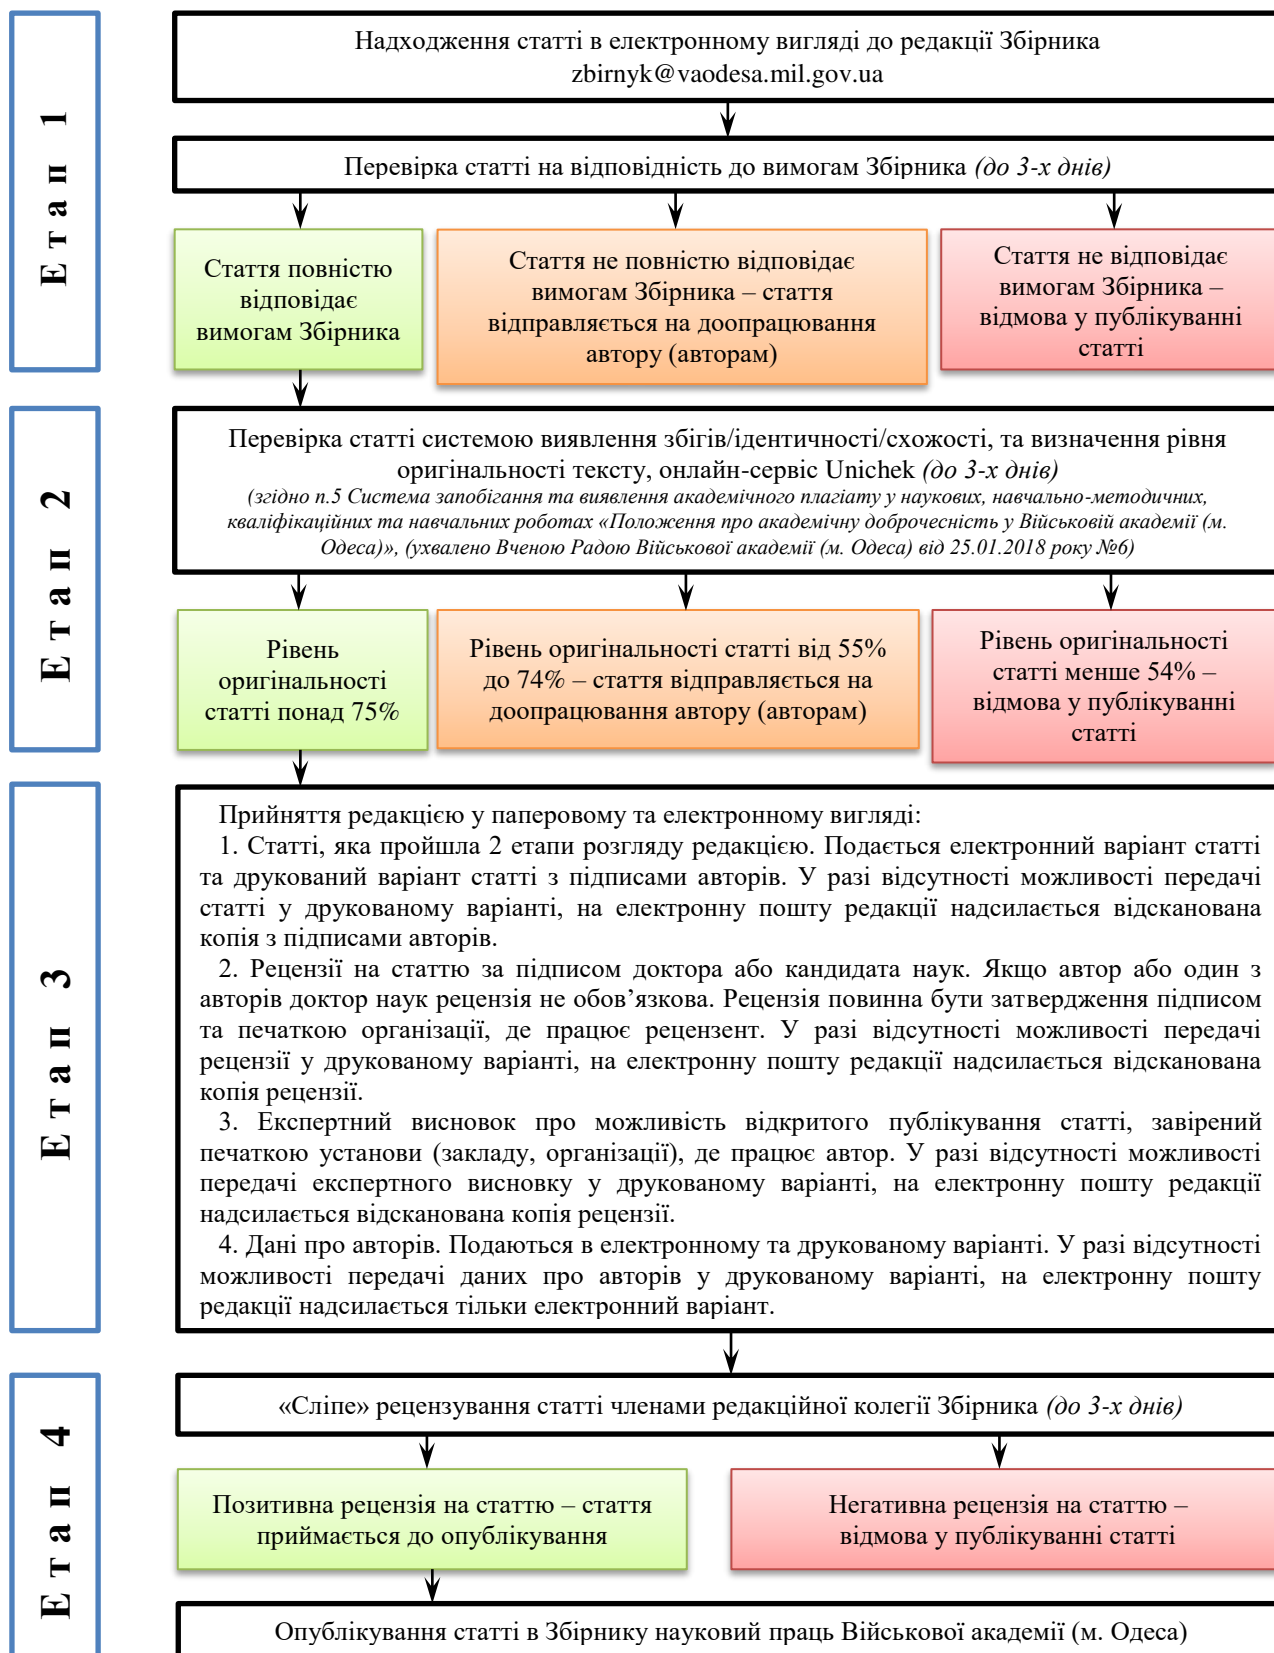 Етап 1
Надходження статті в електронному вигляді до редакції Збірника
zbirnyk@vaodesa.mil.gov.ua
Перевірка статті на відповідність до вимогам Збірника (до 3-х днів)
Стаття повністю
відповідає
вимогам Збірника
Стаття не повністю відповідає
вимогам Збірника – стаття
відправляється на доопрацювання
автору (авторам)
Стаття не відповідає
вимогам Збірника –
відмова у публікуванні
статті
Етап 2
Перевірка статті системою виявлення збігів/ідентичності/схожості, та визначення рівня
оригінальності тексту, онлайн-сервіс Unichek (до 3-х днів)
(згідно п.5 Система запобігання та виявлення академічного плагіату у наукових, навчально-методичних,
кваліфікаційних та навчальних роботах «Положення про академічну доброчесність у Військовій академії (м.
Одеса)», (ухвалено Вченою Радою Військової академії (м. Одеса) від 25.01.2018 року №6)
Рівень
оригінальності
статті понад 75%
Рівень оригінальності статті від 55%
до 74% – стаття відправляється на
доопрацювання автору (авторам)
Рівень оригінальності
статті менше 54% –
відмова у публікуванні
статті
Етап 3
Прийняття редакцією у паперовому та електронному вигляді:
1. Статті, яка пройшла 2 етапи розгляду редакцією. Подається електронний варіант статті
та друкований варіант статті з підписами авторів. У разі відсутності можливості передачі
статті у друкованому варіанті, на електронну пошту редакції надсилається відсканована
копія з підписами авторів.
2. Рецензії на статтю за підписом доктора або кандидата наук. Якщо автор або один з
авторів доктор наук рецензія не обов’язкова. Рецензія повинна бути затвердження підписом
та печаткою організації, де працює рецензент. У разі відсутності можливості передачі
рецензії у друкованому варіанті, на електронну пошту редакції надсилається відсканована
копія рецензії.
3. Експертний висновок про можливість відкритого публікування статті, завірений
печаткою установи (закладу, організації), де працює автор. У разі відсутності можливості
передачі експертного висновку у друкованому варіанті, на електронну пошту редакції
надсилається відсканована копія рецензії.
4. Дані про авторів. Подаються в електронному та друкованому варіанті. У разі відсутності
можливості передачі даних про авторів у друкованому варіанті, на електронну пошту
редакції надсилається тільки електронний варіант.
Етап 4
«Сліпе» рецензування статті членами редакційної колегії Збірника (до 3-х днів)
Позитивна рецензія на статтю – стаття
приймається до опублікування
Негативна рецензія на статтю –
відмова у публікуванні статті
Опублікування статті в Збірнику науковий праць Військової академії (м. Одеса)